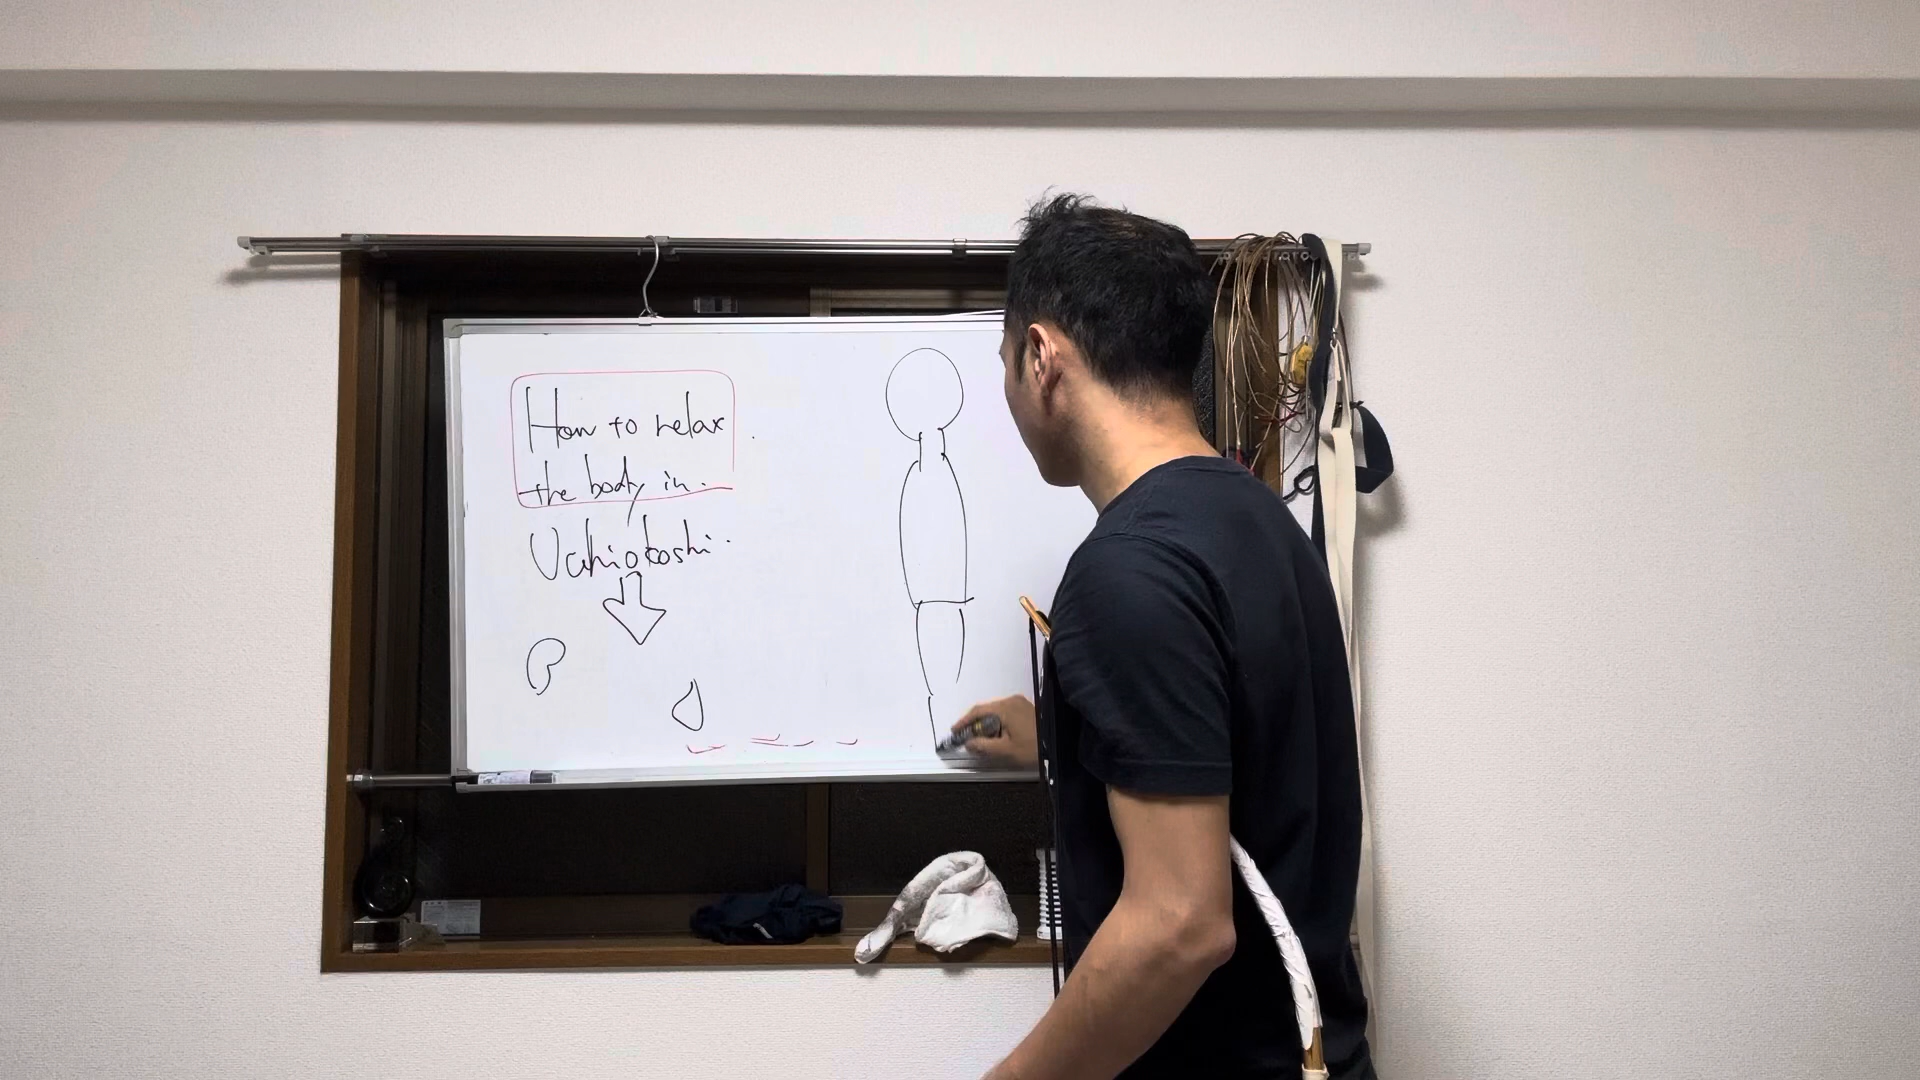 How to relax.
the body in.
Uchiokoshi.